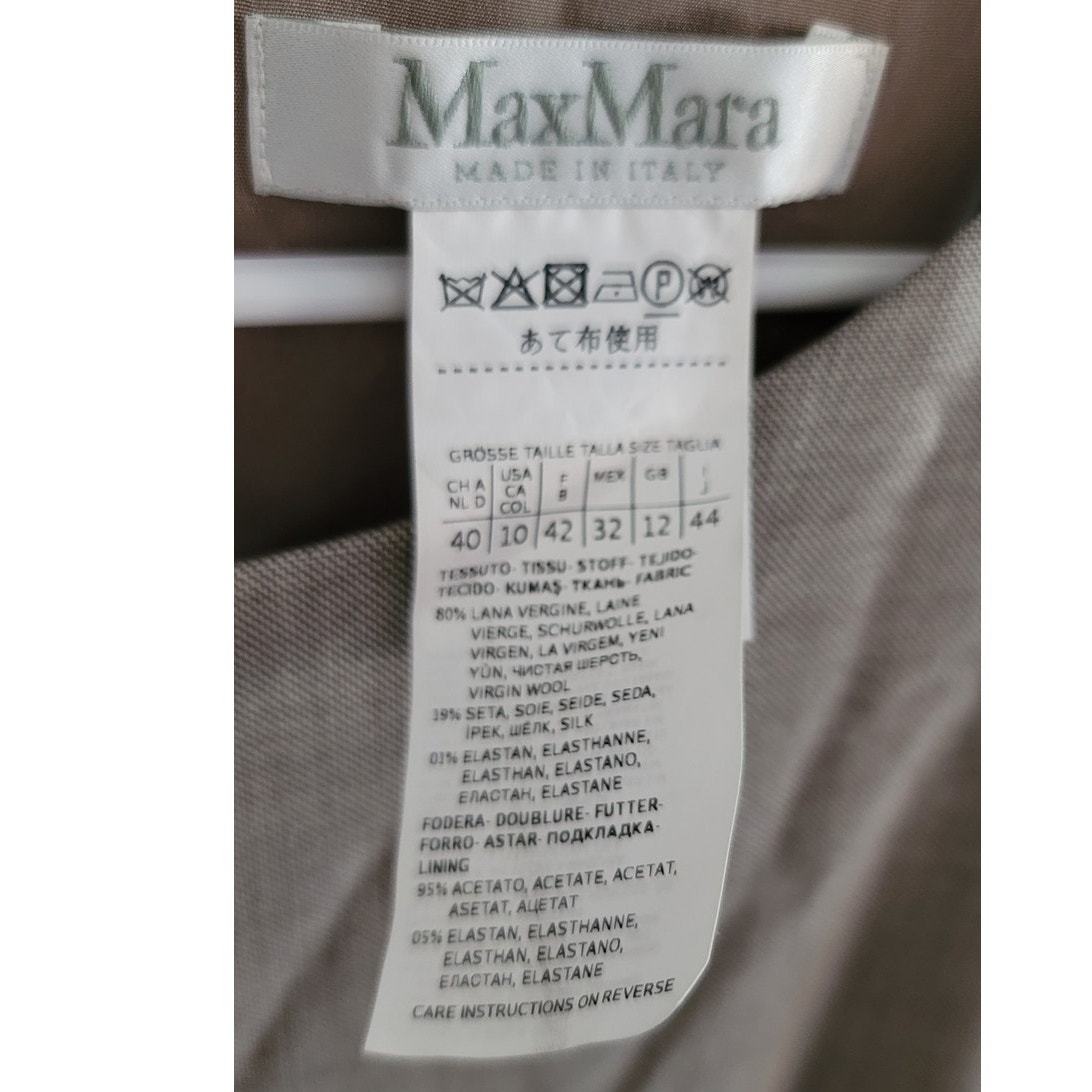 MaxMara
MADE IN ITALY
P
あて布使用
GRÖSSE TAILLE TALLA SIZE TAGLIA
CH A NL D USA CA COL F B MEX GB I J
40 10 42 32 12 44
TESSUTO- TISSU- STOFF- TEJIDO-
TECIDO- KUMAŞ- ТКАНЬ- FABRIC
80% LANA VERGINE, LAINE
VIERGE, SCHURWOLLE, LANA
VIRGEN, LA VIRGEM, YENI
YÜN, ЧИСТАЯ ШЕРСТЬ,
VIRGIN WOOL
19% SETA, SOIE, SEIDE, SEDA,
İPEK, ШЁЛК, SILK
01% ELASTAN, ELASTHANNE,
ELASTHAN, ELASTANO,
ЕЛАСТАН, ELASTANE
FODERA- DOUBLURE- FUTTER-
FORRO- ASTAR- ПОДКЛАДКА-
LINING
95% ACETATO, ACETATE, ACETAT,
ASETAT, АЦЕТАТ
05% ELASTAN, ELASTHANNE,
ELASTHAN, ELASTANO,
ЕЛАСТАН, ELASTANE
CARE INSTRUCTIONS ON REVERSE